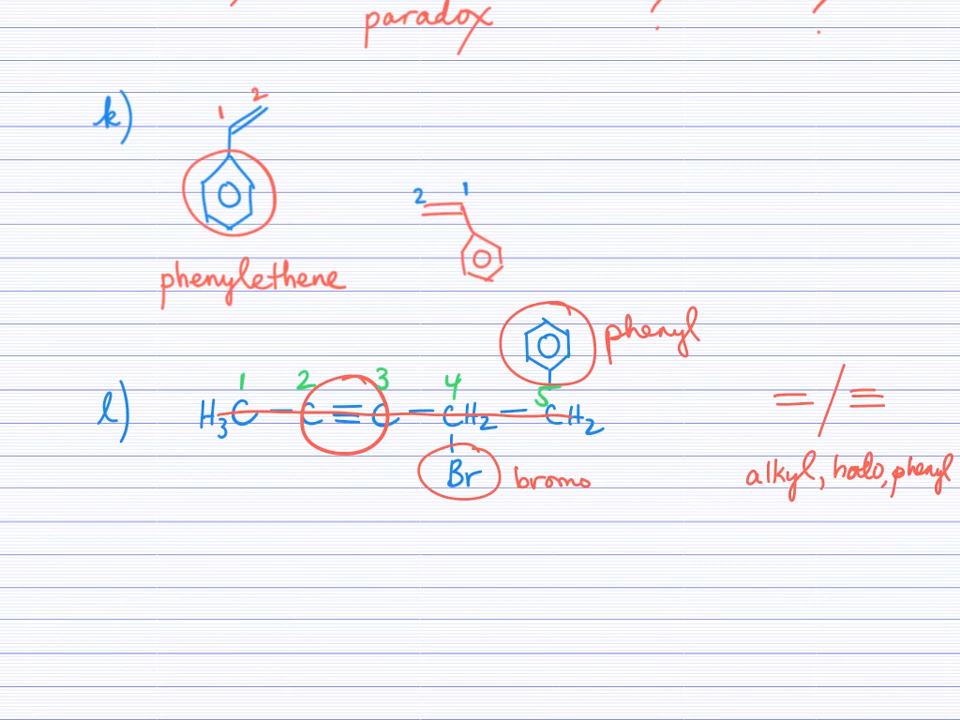 paradox ? ?
k)
1 2
2 1
phenylethene
phenyl
1 2 3 4 5
l) H₃C — C ≡ C — CH₂ — CH₂ = / ≡
Br bromo alkyl, halo, phenyl